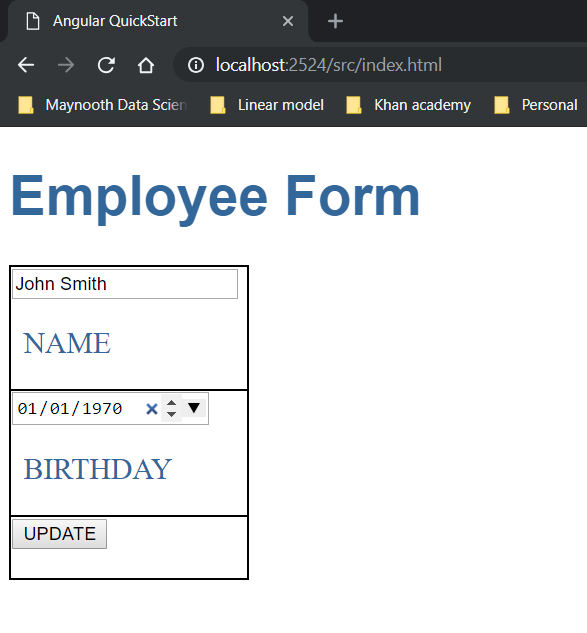 Angular QuickStart
localhost:2524/src/index.html
Maynooth Data Scien Linear model Khan academy Personal
Employee Form
John Smith
NAME
01/01/1970
BIRTHDAY
UPDATE